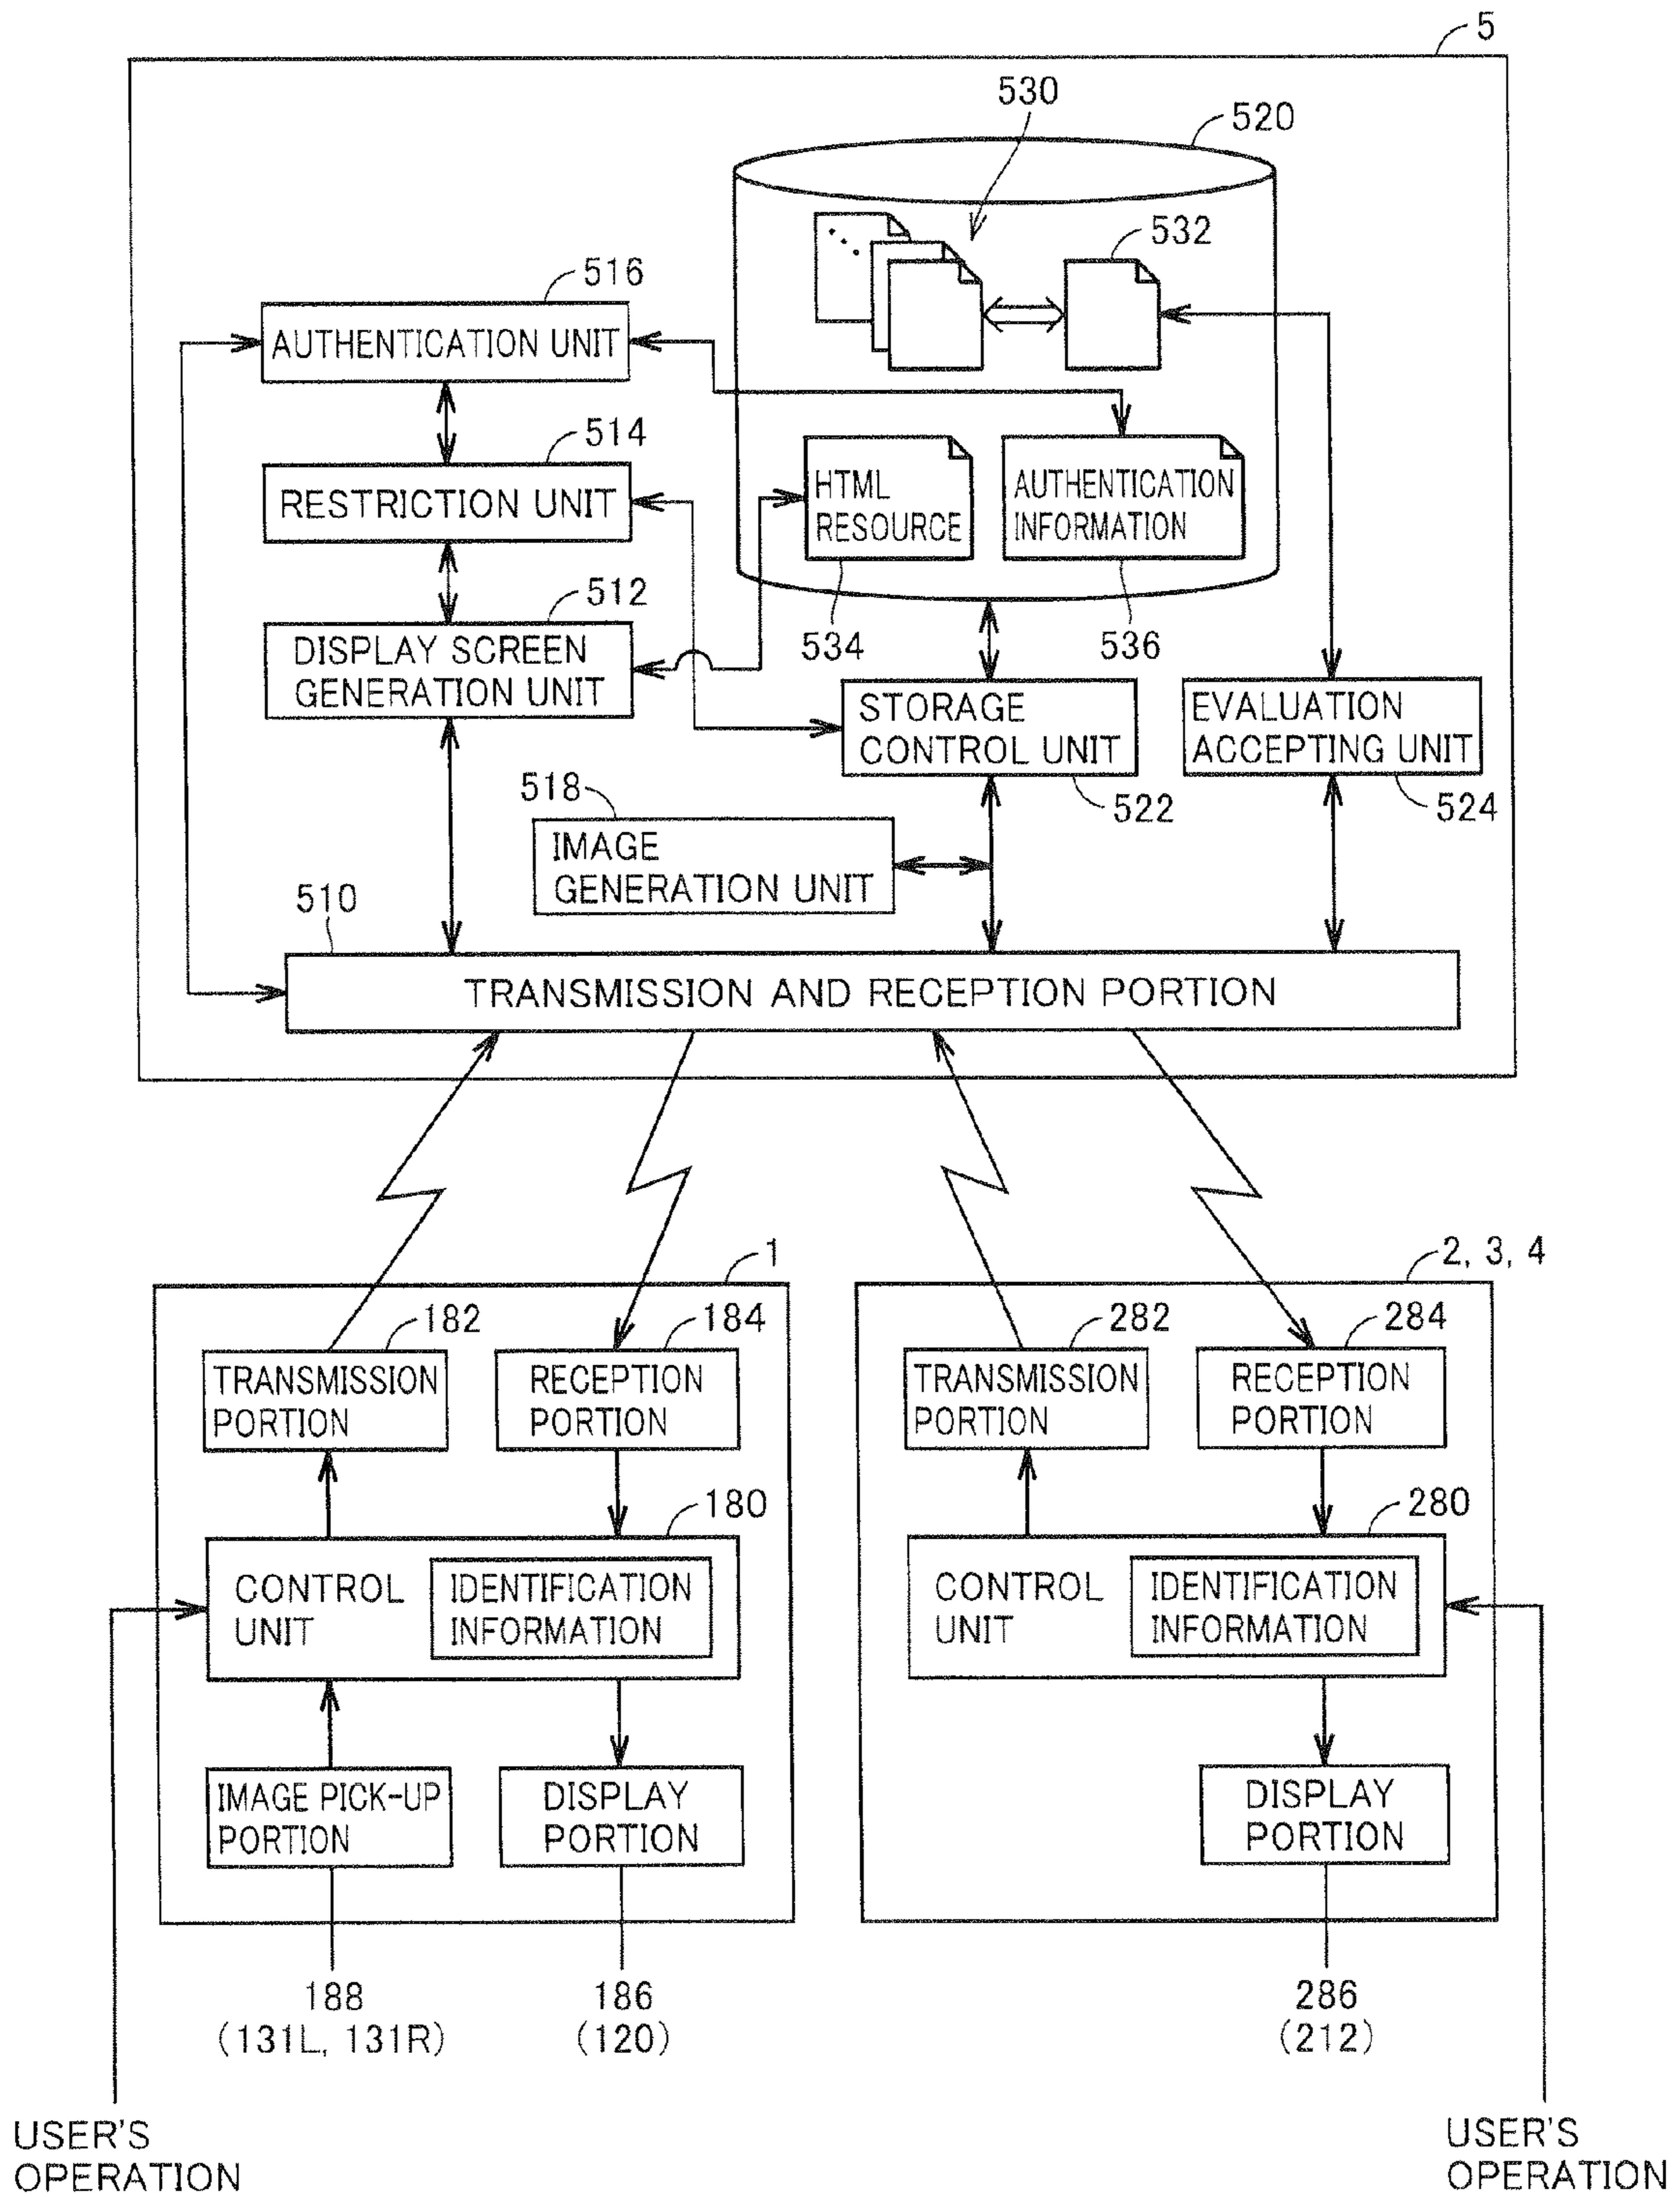 5
530
520
532
516
AUTHENTICATION UNIT
514
RESTRICTION UNIT
HTML
RESOURCE
AUTHENTICATION
INFORMATION
512
534
536
DISPLAY SCREEN
GENERATION UNIT
STORAGE
CONTROL UNIT
EVALUATION
ACCEPTING UNIT
518
522
524
IMAGE
GENERATION UNIT
510
TRANSMISSION AND RECEPTION PORTION
1
2, 3, 4
182
184
282
284
TRANSMISSION
PORTION
RECEPTION
PORTION
TRANSMISSION
PORTION
RECEPTION
PORTION
180
280
CONTROL
UNIT
IDENTIFICATION
INFORMATION
CONTROL
UNIT
IDENTIFICATION
INFORMATION
IMAGE PICK-UP
PORTION
DISPLAY
PORTION
DISPLAY
PORTION
188
(131L, 131R)
186
(120)
286
(212)
USER'S
OPERATION
USER'S
OPERATION